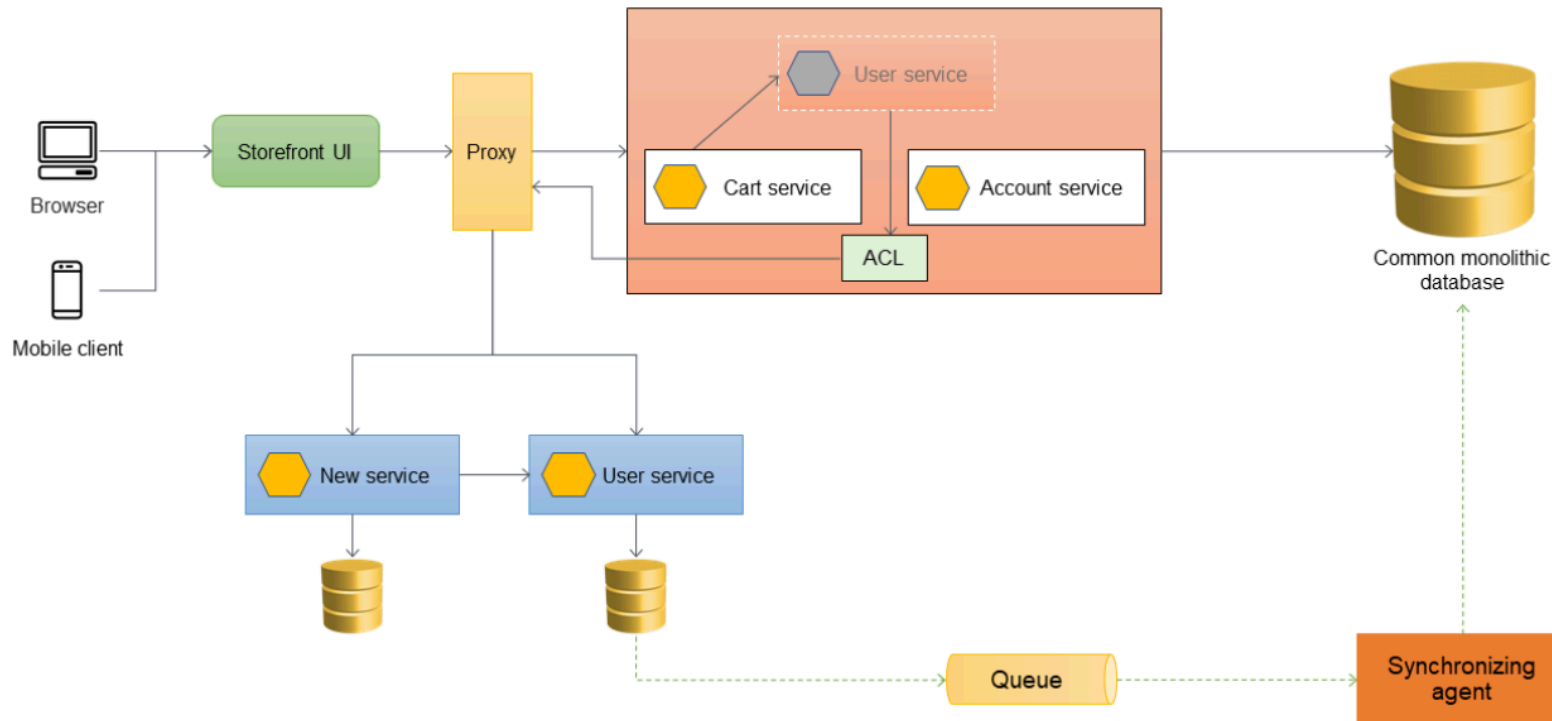 User service
Storefront UI
Proxy
Cart service
Account service
Browser
ACL
Common monolithic
database
Mobile client
New service
User service
Queue
Synchronizing
agent